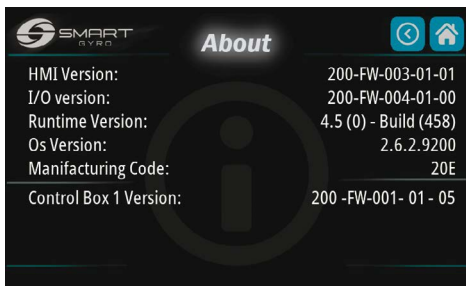 SMART
GYRO
About
HMI Version: 200-FW-003-01-01
I/O version: 200-FW-004-01-00
Runtime Version: 4.5 (0) - Build (458)
Os Version: 2.6.2.9200
Manifacturing Code: 20E
Control Box 1 Version: 200 -FW-001- 01 - 05